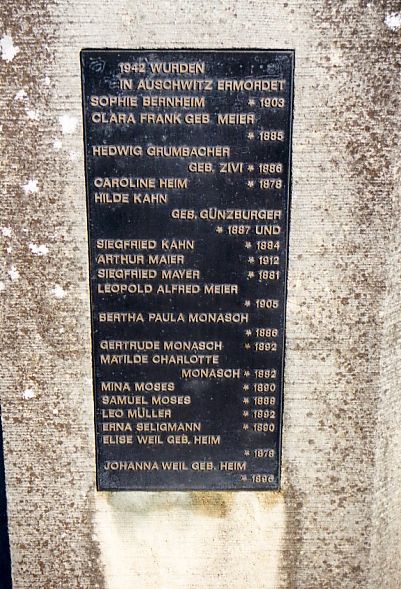 1942 WURDEN
IN AUSCHWITZ ERMORDET
SOPHIE BERNHEIM * 1903
CLARA FRANK GEB. MEIER
* 1885
HEDWIG GRUMBACHER
GEB. ZIVI * 1886
CAROLINE HEIM * 1878
HILDE KAHN
GEB. GÜNZBURGER
* 1887 UND
SIEGFRIED KAHN * 1884
ARTHUR MAIER * 1912
SIEGFRIED MAYER * 1881
LEOPOLD ALFRED MEIER
* 1905
BERTHA PAULA MONASCH
* 1886
GERTRUDE MONASCH * 1892
MATILDE CHARLOTTE
MONASCH * 1882
MINA MOSES * 1890
SAMUEL MOSES * 1889
LEO MÜLLER * 1892
ERNA SELIGMANN * 1890
ELISE WEIL GEB. HEIM
* 1878
JOHANNA WEIL GEB. HEIM
* 1896